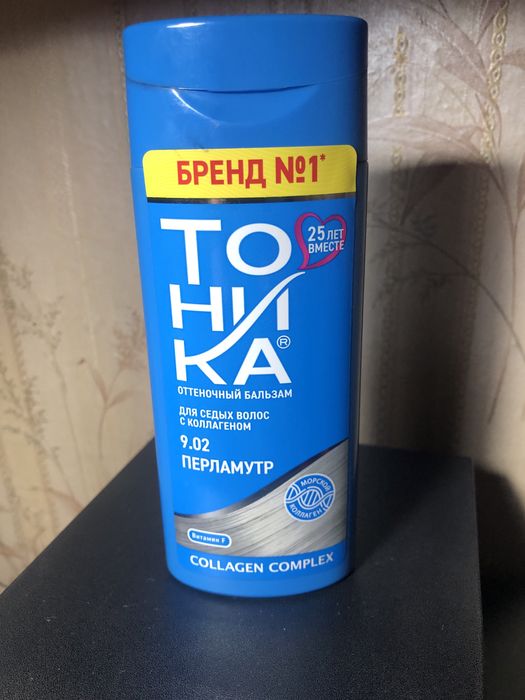 БРЕНД №1*
25 ЛЕТ
ВМЕСТЕ
ТО
НИ
КА®
ОТТЕНОЧНЫЙ БАЛЬЗАМ
ДЛЯ СЕДЫХ ВОЛОС
С КОЛЛАГЕНОМ
9.02
ПЕРЛАМУТР
МОРСКОЙ
КОЛЛАГЕН
Витамин F
COLLAGEN COMPLEX